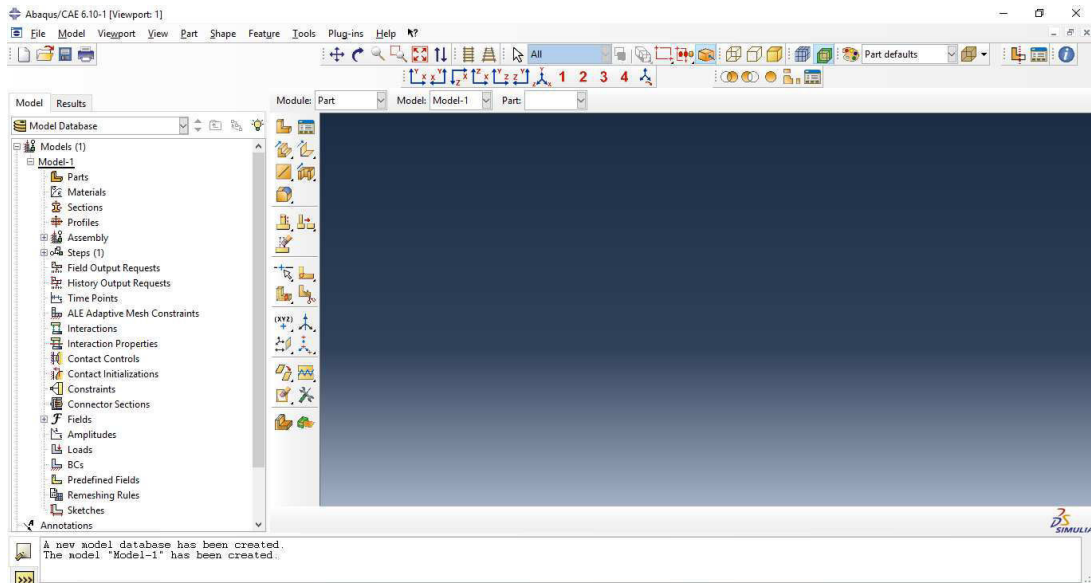 Abaqus/CAE 6.10-1 [Viewport: 1]
File Model Viewport View Part Shape Feature Tools Plug-ins Help
All Part defaults
1 2 3 4
Model Results Module: Part Model: Model-1 Part:
Model Database
Models (1)
Model-1
Parts
Materials
Sections
Profiles
Assembly
Steps (1)
Field Output Requests
History Output Requests
Time Points
ALE Adaptive Mesh Constraints
Interactions
Interaction Properties
Contact Controls
Contact Initializations
Constraints
Connector Sections
Fields
Amplitudes
Loads
BCs
Predefined Fields
Remeshing Rules
Sketches
Annotations
(XYZ)
SIMULIA
A new model database has been created.
The model "Model-1" has been created.
>>>